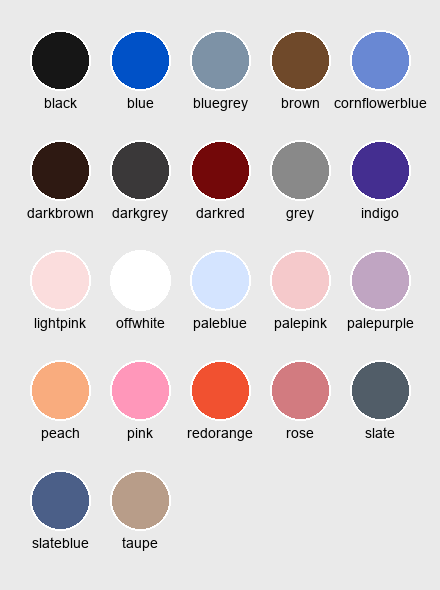 black blue bluegrey brown cornflowerblue
darkbrown darkgrey darkred grey indigo
lightpink offwhite paleblue palepink palepurple
peach pink redorange rose slate
slateblue taupe